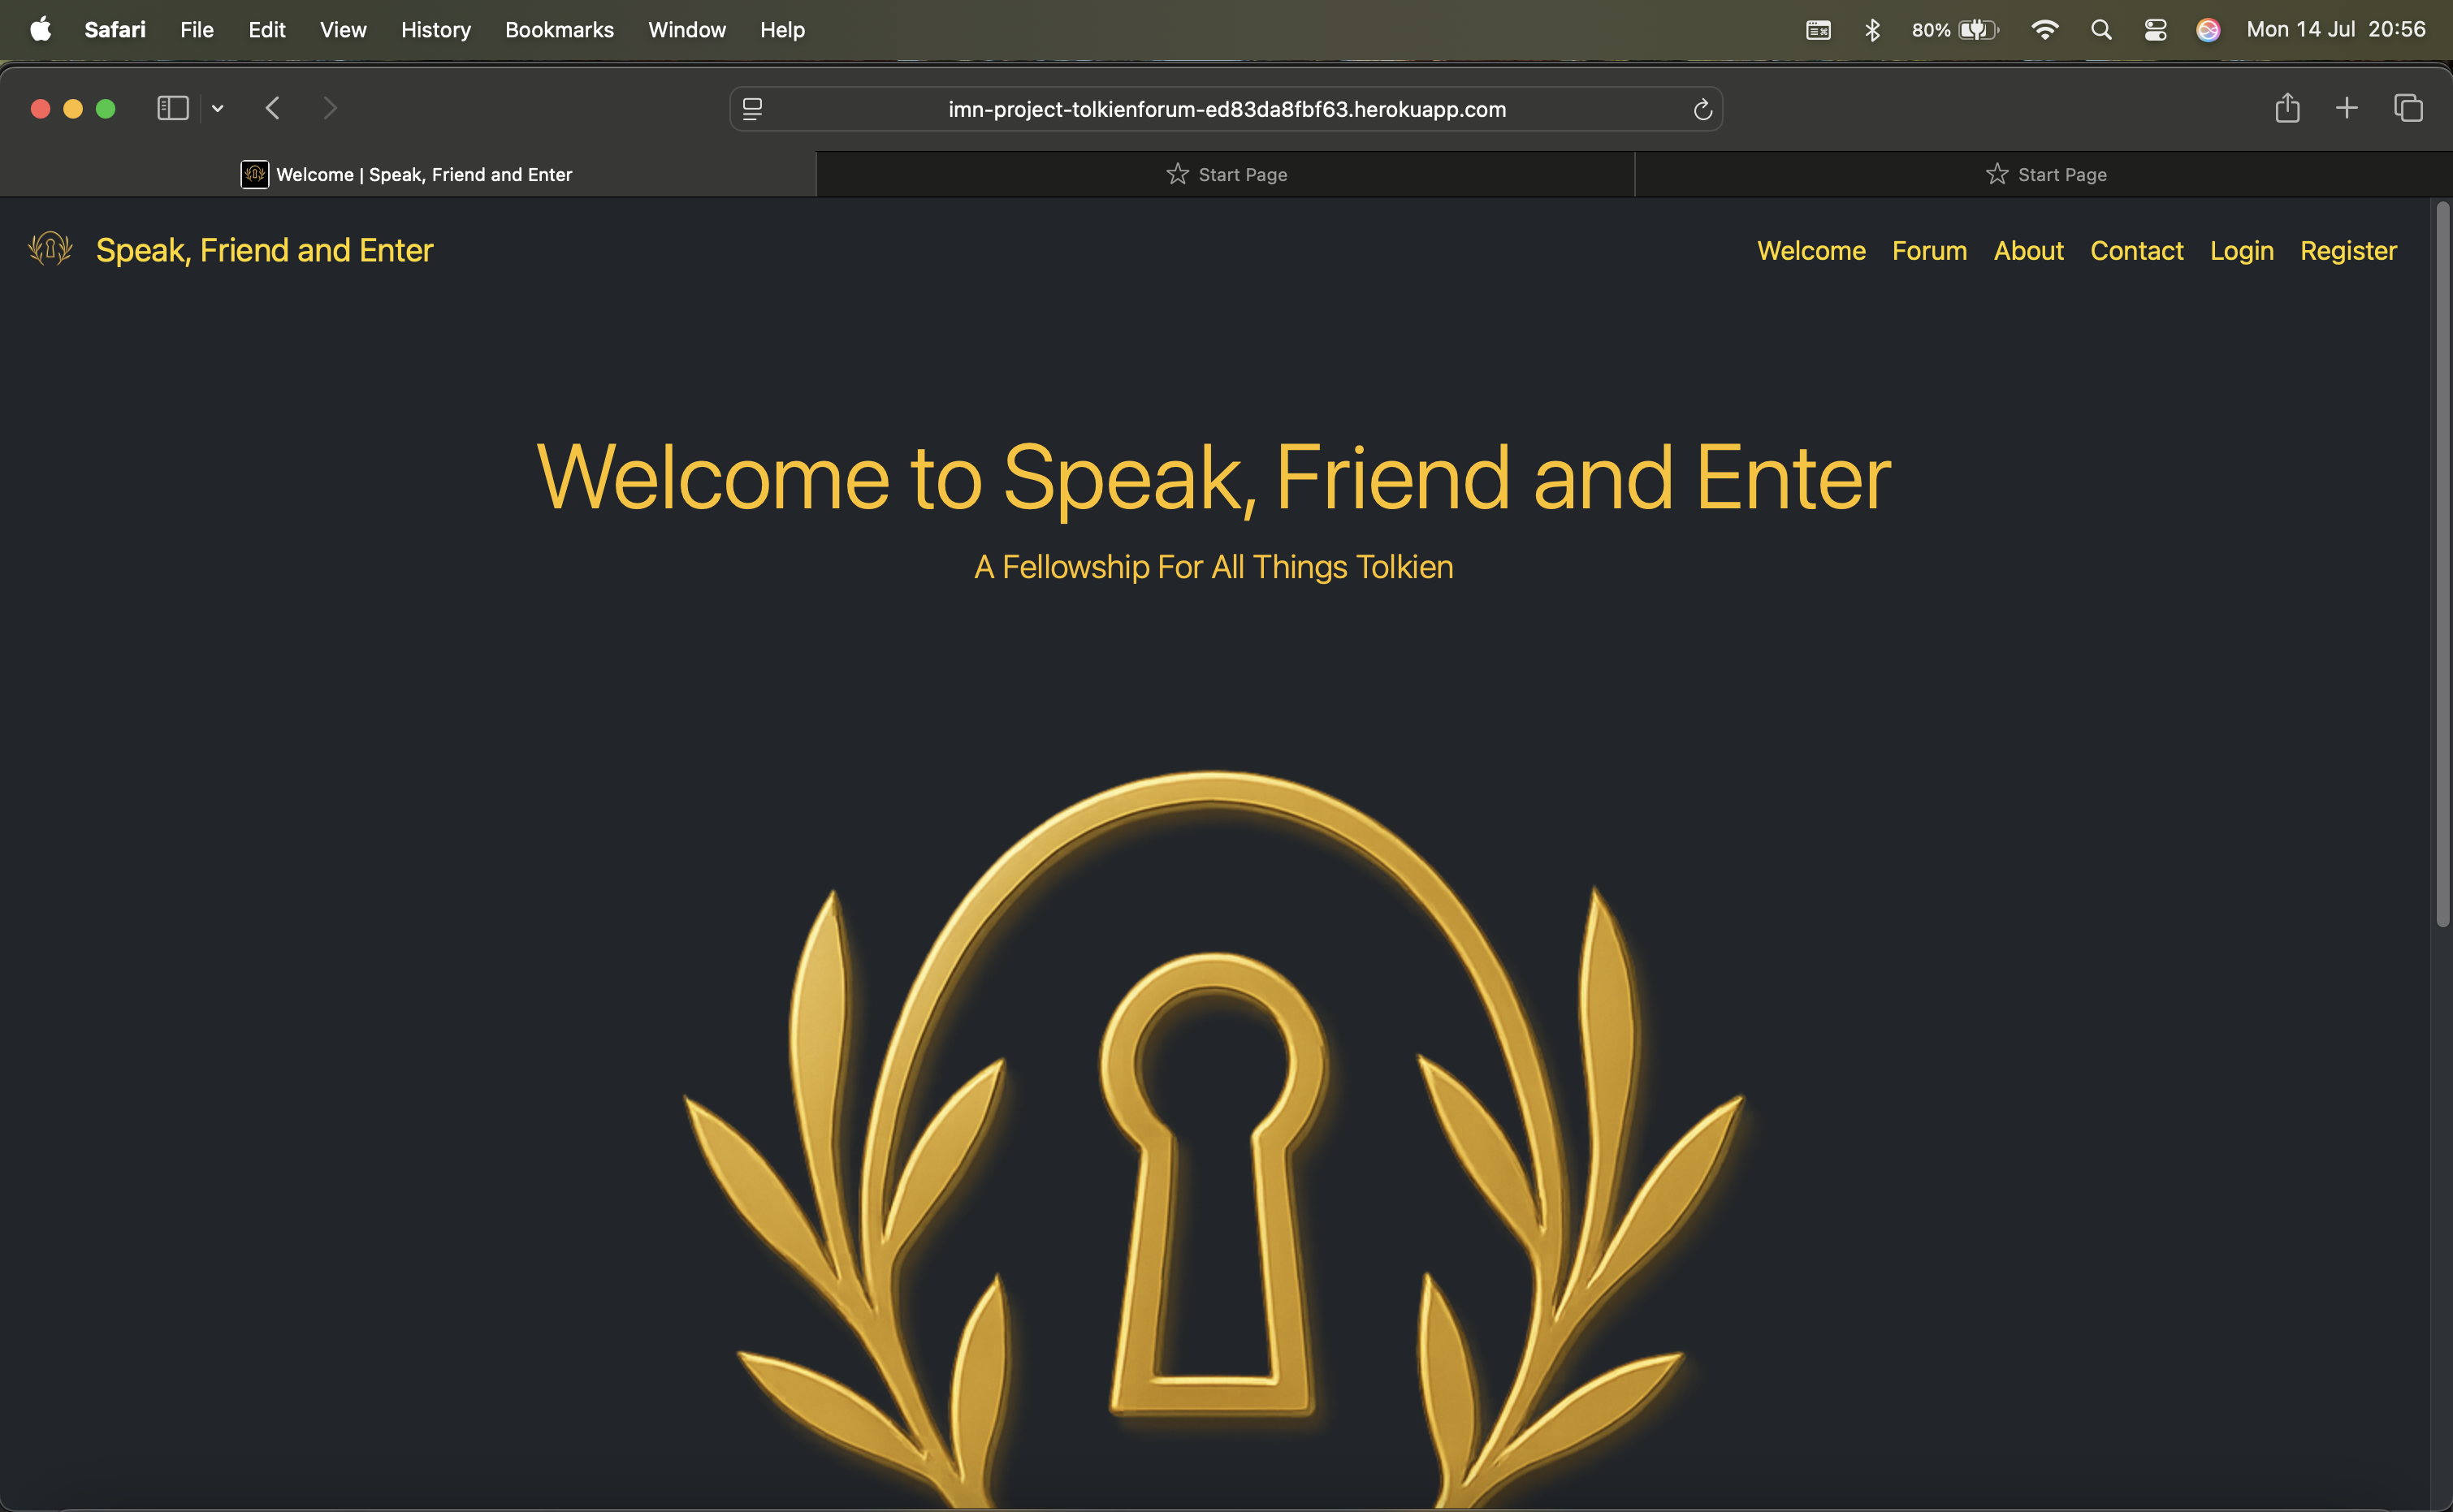 Safari File Edit View History Bookmarks Window Help 80% Mon 14 Jul 20:56
imn-project-tolkienforum-ed83da8fbf63.herokuapp.com
Welcome | Speak, Friend and Enter Start Page Start Page
Speak, Friend and Enter Welcome Forum About Contact Login Register
Welcome to Speak, Friend and Enter
A Fellowship For All Things Tolkien